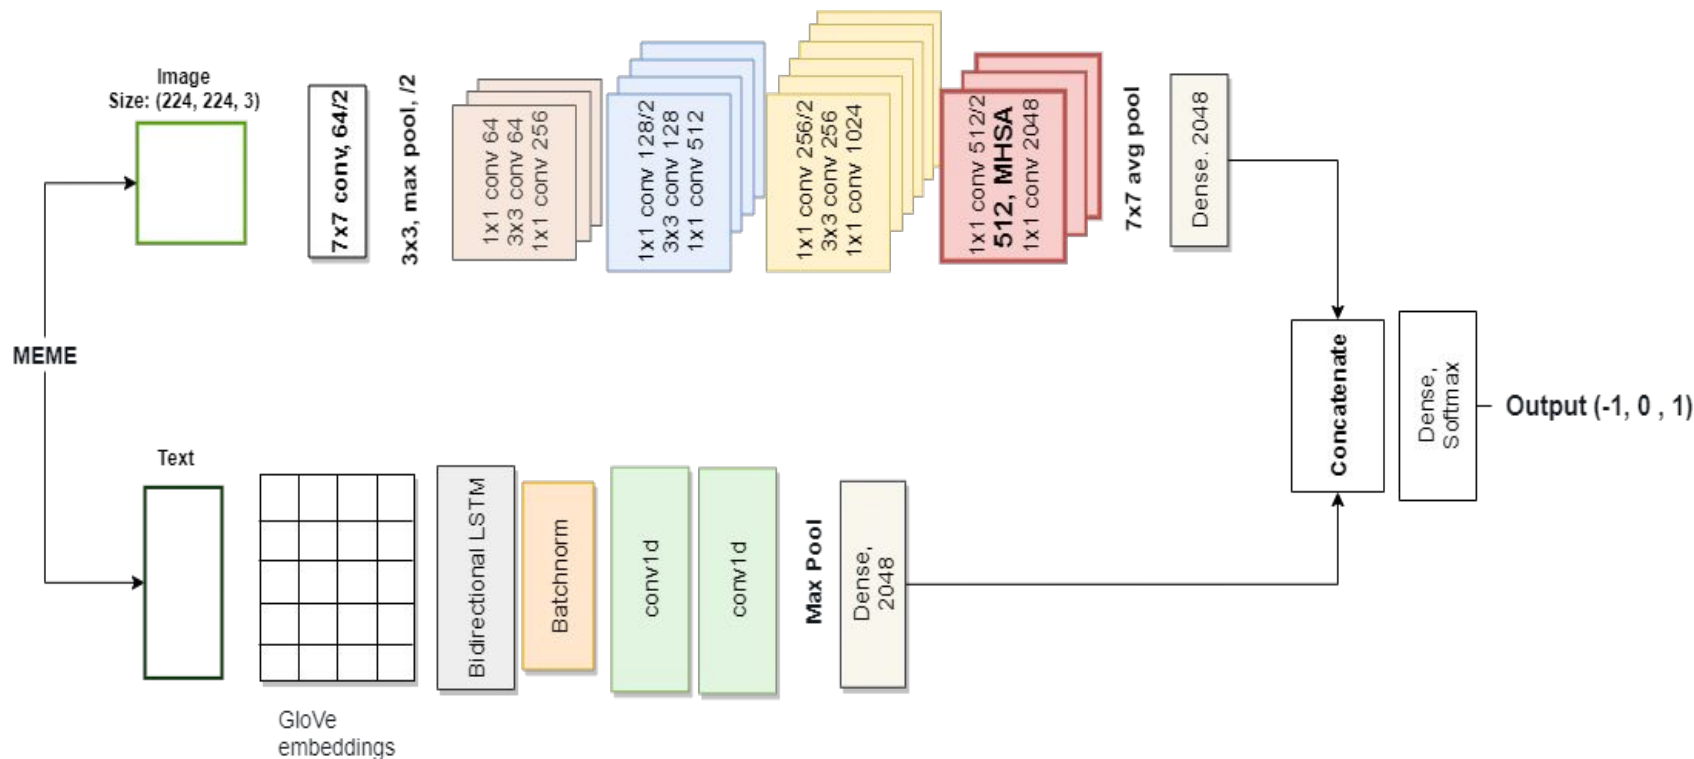 Image
Size: (224, 224, 3)
7x7 conv, 64/2
3x3, max pool, /2
1x1 conv 64
3x3 conv 64
1x1 conv 256
1x1 conv 128/2
3x3 conv 128
1x1 conv 512
1x1 conv 256/2
3x3 conv 256
1x1 conv 1024
1x1 conv 512/2
512, MHSA
1x1 conv 2048
7x7 avg pool
Dense. 2048
MEME
Text
GloVe
embeddings
Bidirectional LSTM
Batchnorm
conv1d
conv1d
Max Pool
Dense,
2048
Concatenate
Dense,
Softmax
Output (-1, 0 , 1)